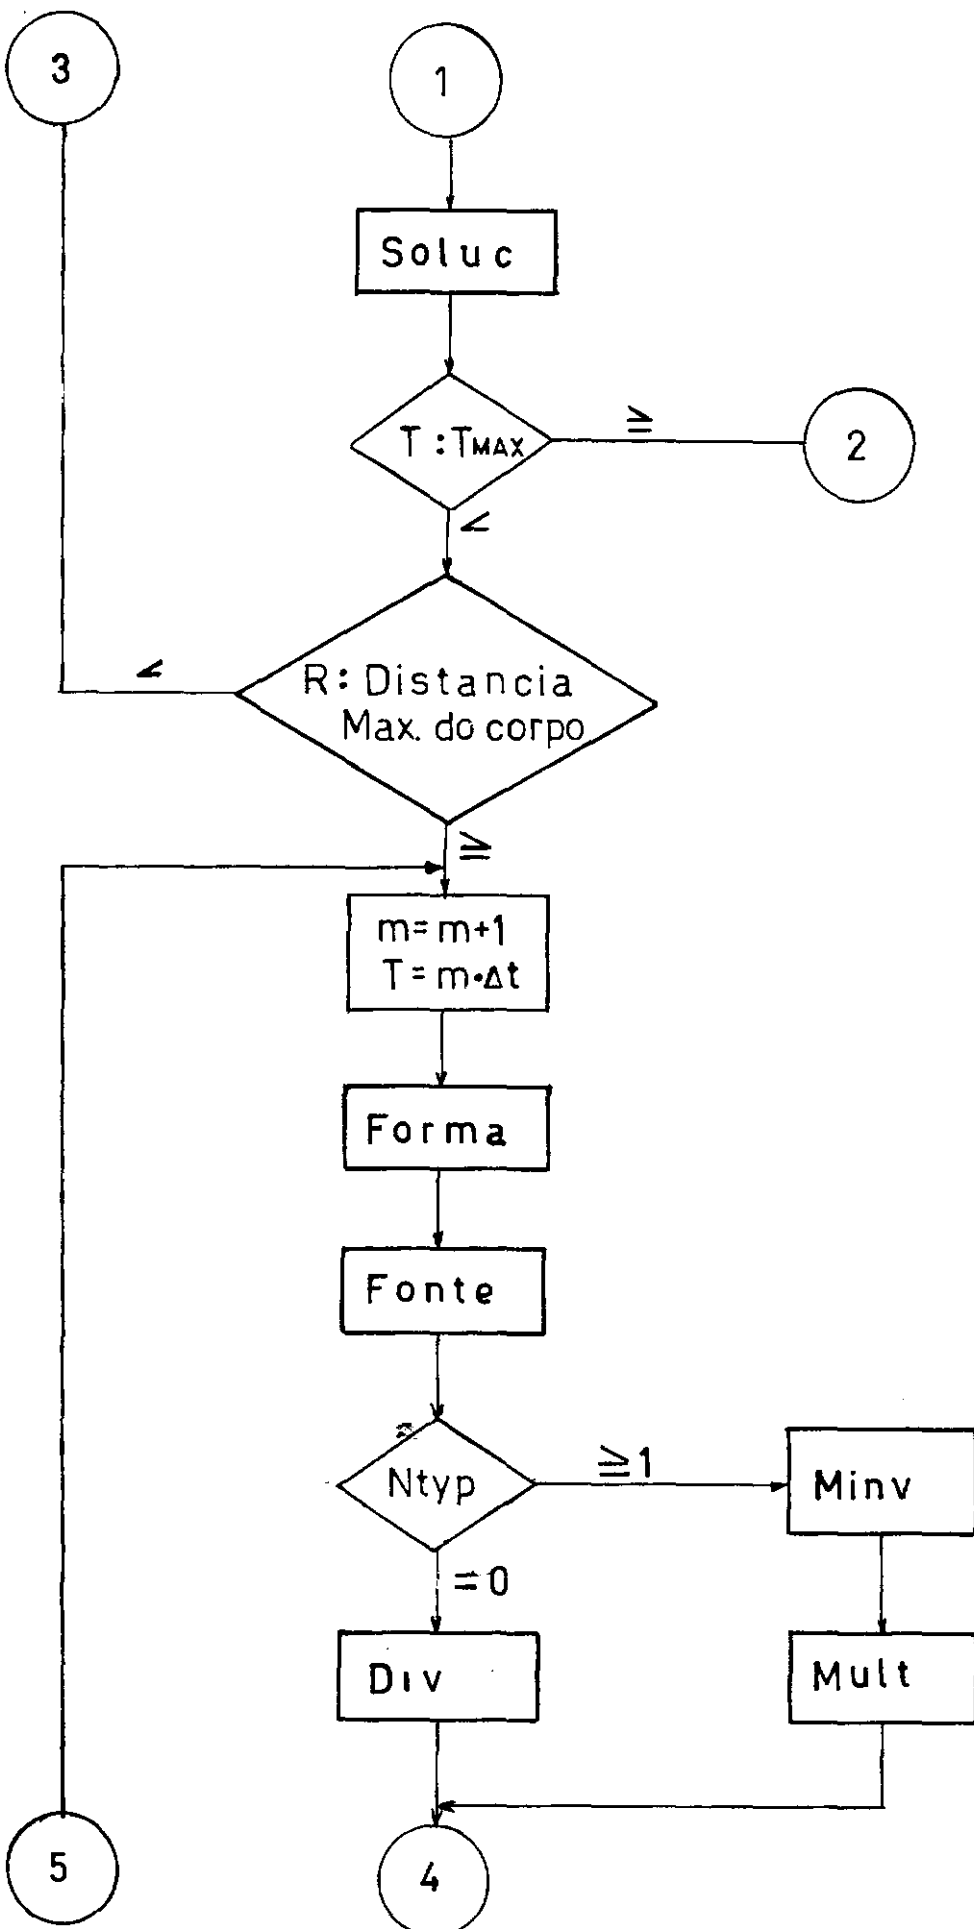 3
1
Soluc
T : TMAX
≧
2
<
R: Distancia
<
Max. do corpo
≧
m=m+1
T=m·Δt
Forma
Fonte
Ntyp
≧1
Minv
=0
Div
Mult
5
4